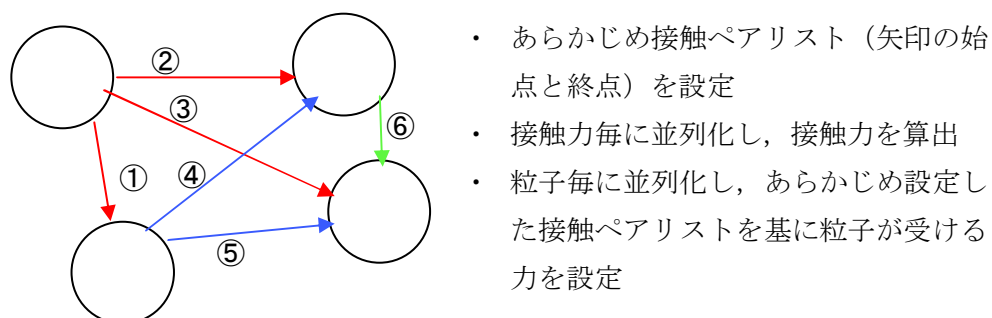 ②
③
①
④
⑤
⑥
・ あらかじめ接触ペアリスト（矢印の始
点と終点）を設定
・ 接触力毎に並列化し，接触力を算出
・ 粒子毎に並列化し，あらかじめ設定し
た接触ペアリストを基に粒子が受ける
力を設定